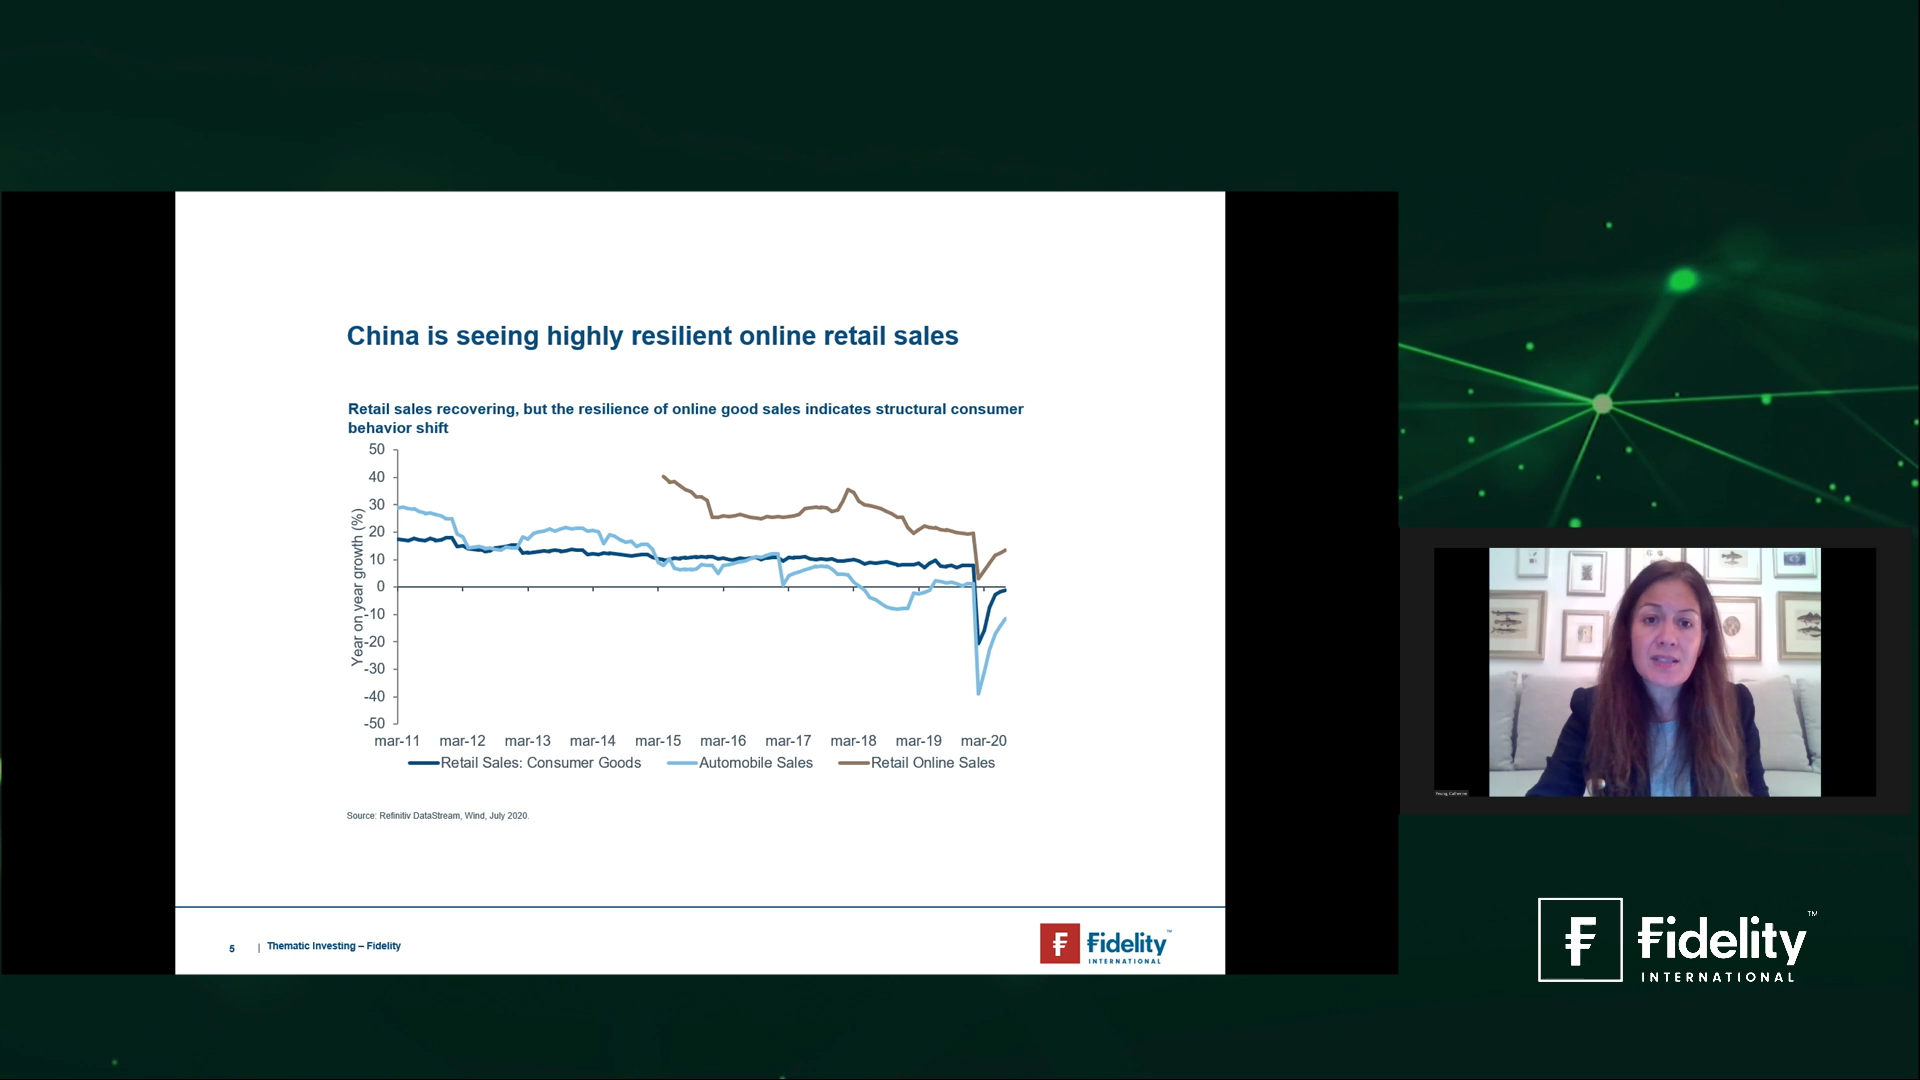 China is seeing highly resilient online retail sales
Retail sales recovering, but the resilience of online good sales indicates structural consumer
behavior shift
Year on year growth (%)
50
40
30
20
10
0
-10
-20
-30
-40
-50
mar-11 mar-12 mar-13 mar-14 mar-15 mar-16 mar-17 mar-18 mar-19 mar-20
Retail Sales: Consumer Goods Automobile Sales Retail Online Sales
Source: Refinitiv DataStream, Wind, July 2020.
5 | Thematic Investing – Fidelity
F Fidelity ™
INTERNATIONAL
Yeung, Catherine
F Fidelity ™
INTERNATIONAL